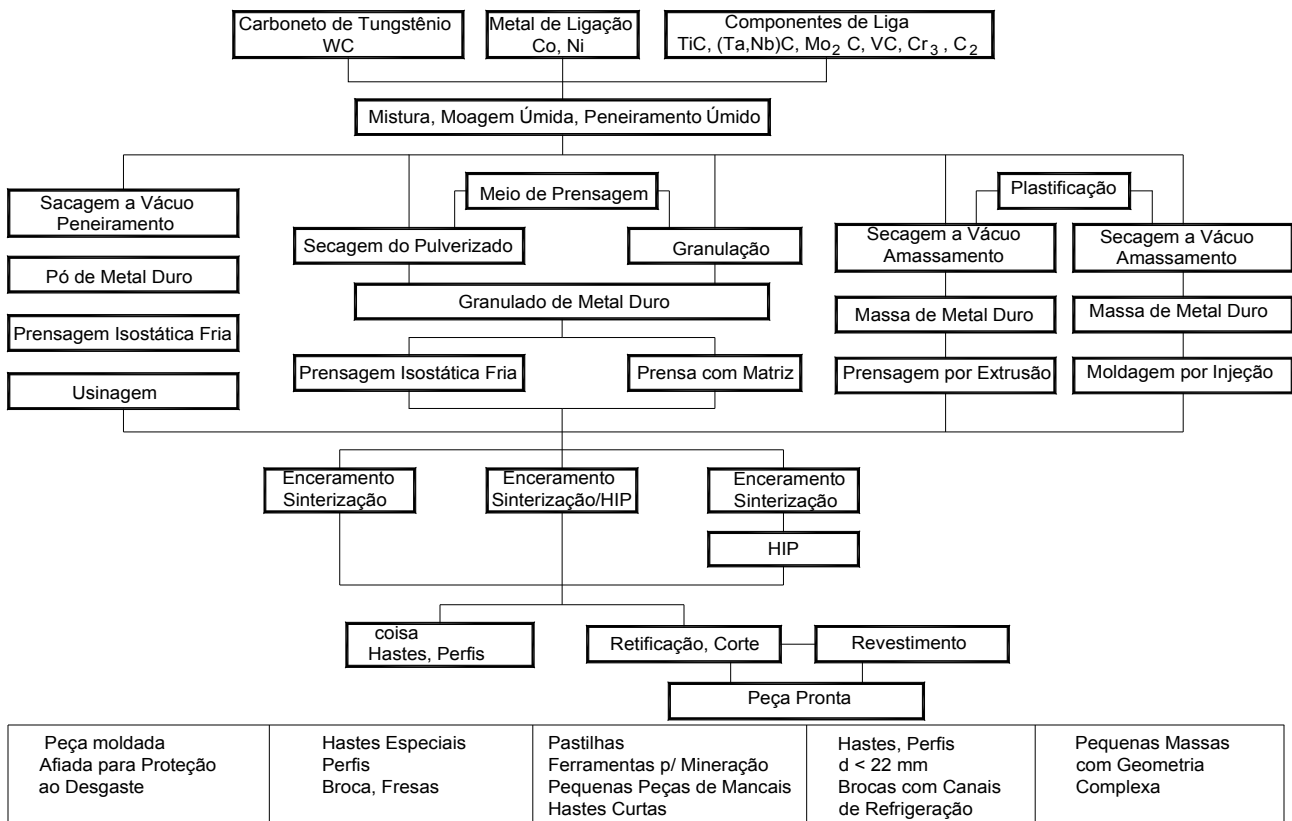 Carboneto de Tungstênio
WC
Metal de Ligação
Co, Ni
Componentes de Liga
TiC, (Ta,Nb)C, Mo₂ C, VC, Cr₃ , C₂
Mistura, Moagem Úmida, Peneiramento Úmido
Sacagem a Vácuo
Peneiramento
Meio de Prensagem
Plastificação
Secagem do Pulverizado
Granulação
Secagem a Vácuo
Amassamento
Secagem a Vácuo
Amassamento
Pó de Metal Duro
Granulado de Metal Duro
Massa de Metal Duro
Massa de Metal Duro
Prensagem Isostática Fria
Prensagem Isostática Fria
Prensa com Matriz
Prensagem por Extrusão
Moldagem por Injeção
Usinagem
Enceramento
Sinterização
Enceramento
Sinterização/HIP
Enceramento
Sinterização
HIP
coisa
Hastes, Perfis
Retificação, Corte
Revestimento
Peça Pronta
Peça moldada
Afiada para Proteção
ao Desgaste
Hastes Especiais
Perfis
Broca, Fresas
Pastilhas
Ferramentas p/ Mineração
Pequenas Peças de Mancais
Hastes Curtas
Hastes, Perfis
d < 22 mm
Brocas com Canais
de Refrigeração
Pequenas Massas
com Geometria
Complexa